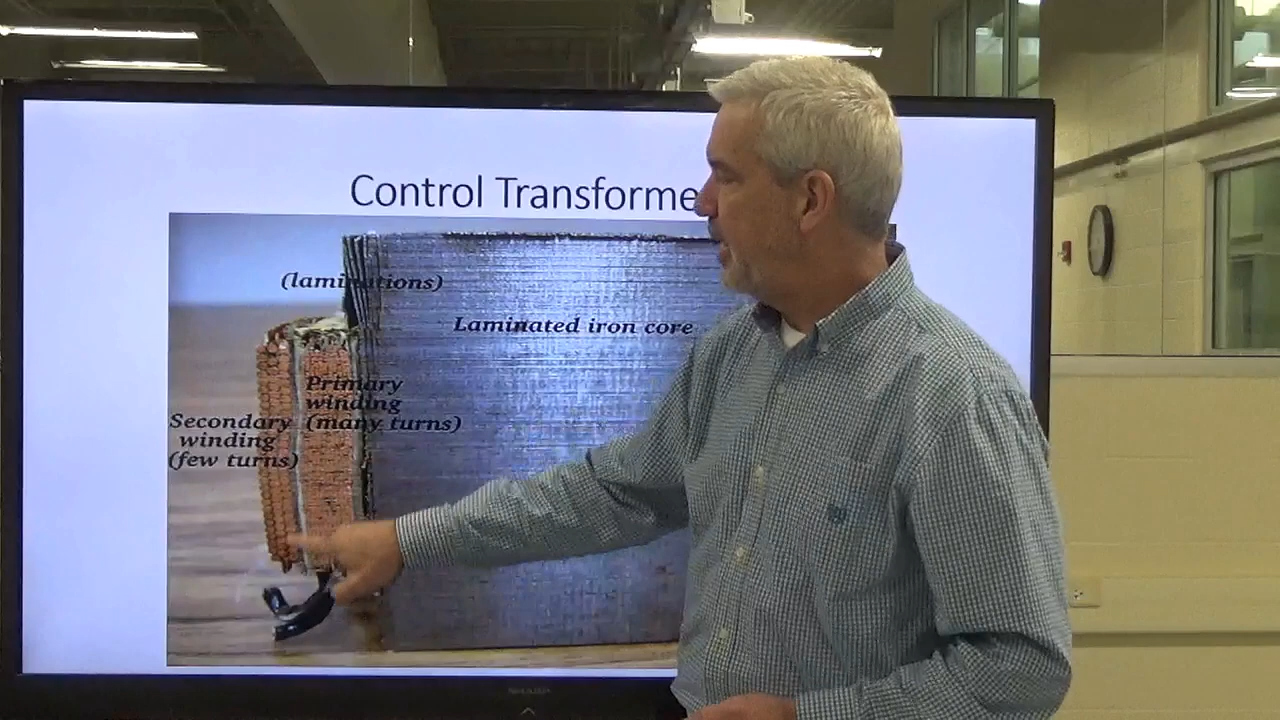 Control Transforme
(laminations)
Laminated iron core
Primary
winding
(many turns)
Secondary
winding
(few turns)